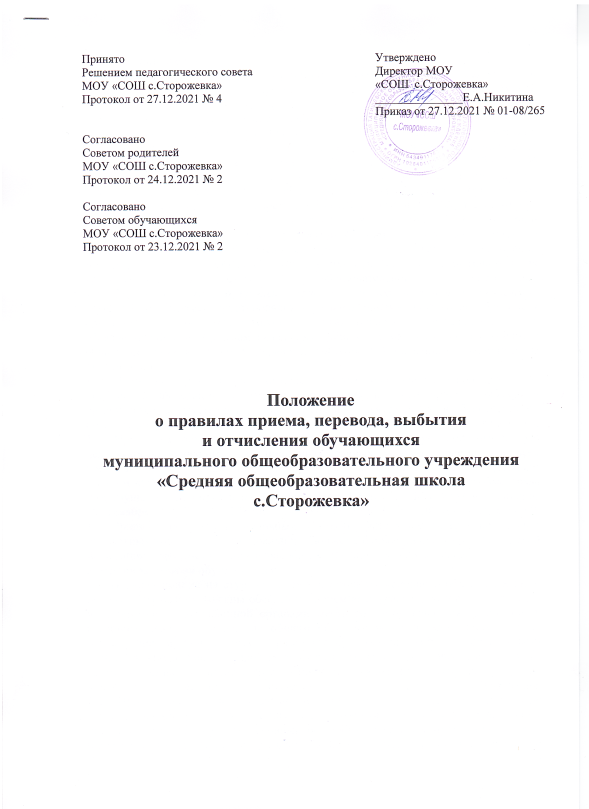 Принято
Решением педагогического совета
МОУ «СОШ с.Сторожевка»
Протокол от 27.12.2021 № 4
Утверждено
Директор МОУ
«СОШ с.Сторожевка»
Е.А.Никитина
Приказ от 27.12.2021 № 01-08/265
с.Сторожевка
Согласовано
Советом родителей
МОУ «СОШ с.Сторожевка»
Протокол от 24.12.2021 № 2
Согласовано
Советом обучающихся
МОУ «СОШ с.Сторожевка»
Протокол от 23.12.2021 № 2
Положение
о правилах приема, перевода, выбытия
и отчисления обучающихся
муниципального общеобразовательного учреждения
«Средняя общеобразовательная школа
с.Сторожевка»